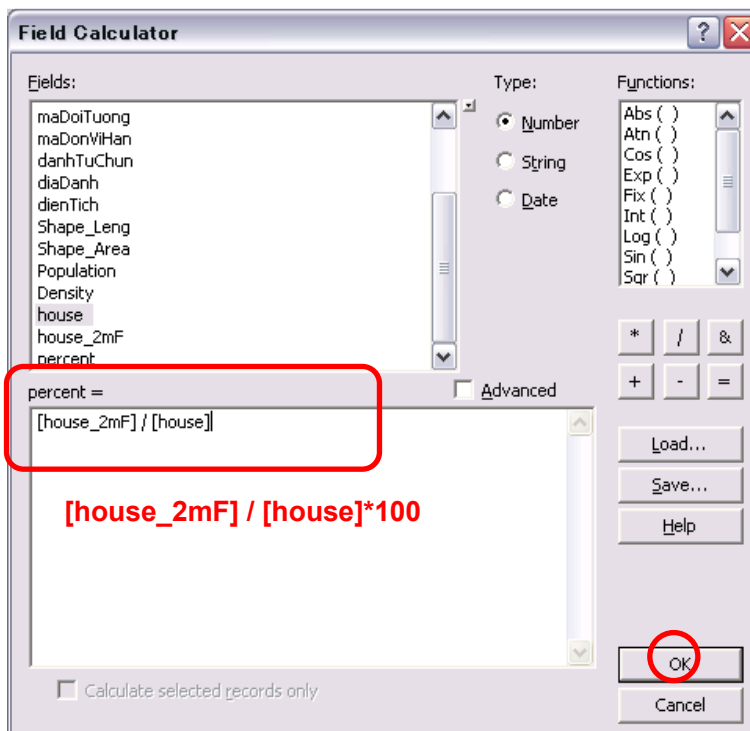 Field Calculator
?
Fields:
Type:
Functions:
maDoiTuong
maDonViHan
danhTuChun
diaDanh
dienTich
Shape_Leng
Shape_Area
Population
Density
house
house_2mF
percent
Number
String
Date
Abs ( )
Atn ( )
Cos ( )
Exp ( )
Fix ( )
Int ( )
Log ( )
Sin ( )
Sqr ( )
* / &
+ - =
percent =
Advanced
[house_2mF] / [house]
[house_2mF] / [house]*100
Load...
Save...
Help
Calculate selected records only
OK
Cancel